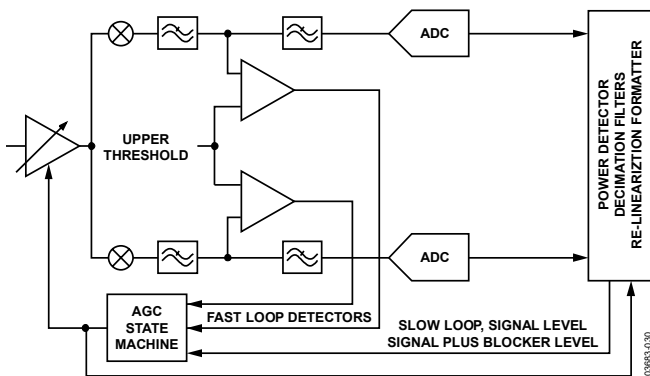 ADC
UPPER
THRESHOLD
POWER DETECTOR
DECIMATION FILTERS
RE-LINEARIZTION FORMATTER
ADC
AGC
STATE
MACHINE
FAST LOOP DETECTORS
SLOW LOOP, SIGNAL LEVEL
SIGNAL PLUS BLOCKER LEVEL
03683-030